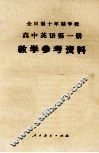 全日制十年制学校
高中英语第一册
教学参考资料
人民教育出版社